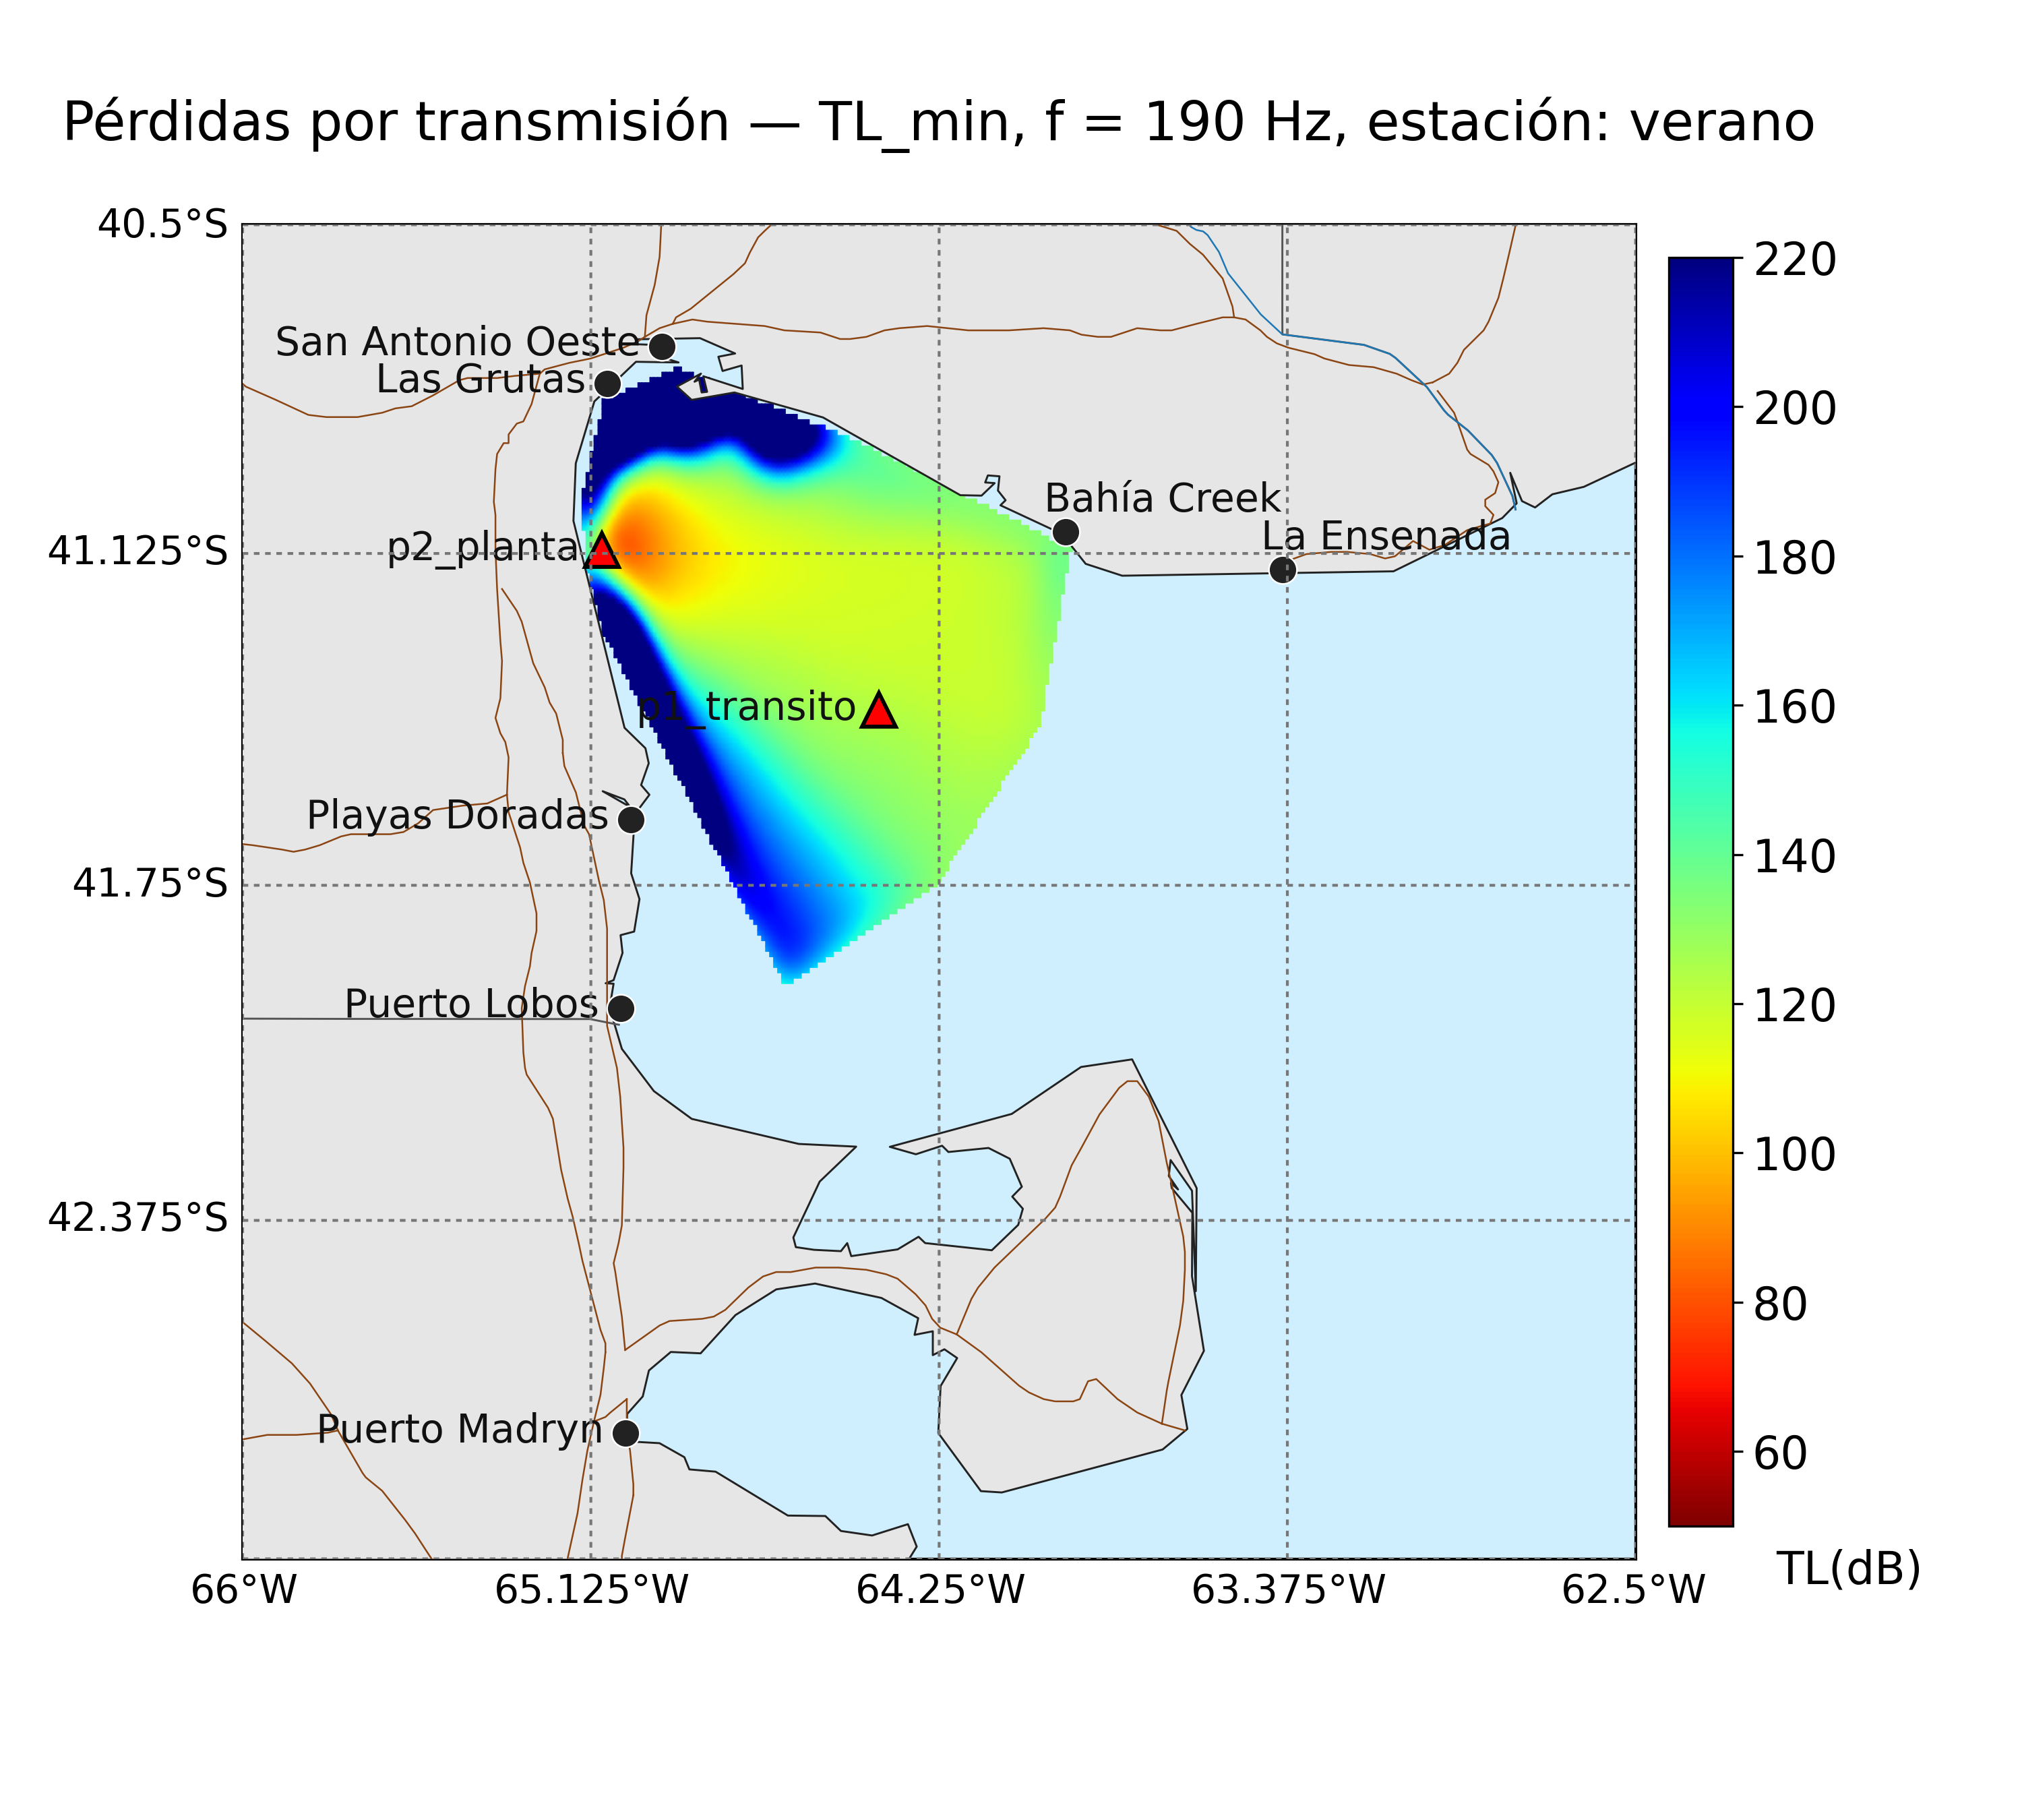 Pérdidas por transmisión — TL_min, f = 190 Hz, estación: verano
40.5°S
220
San Antonio Oeste
Las Grutas
200
Bahía Creek
La Ensenada
p2_planta
41.125°S
180
p1_transito
160
Playas Doradas
140
41.75°S
Puerto Lobos
120
100
42.375°S
80
Puerto Madryn
60
TL(dB)
66°W
65.125°W
64.25°W
63.375°W
62.5°W